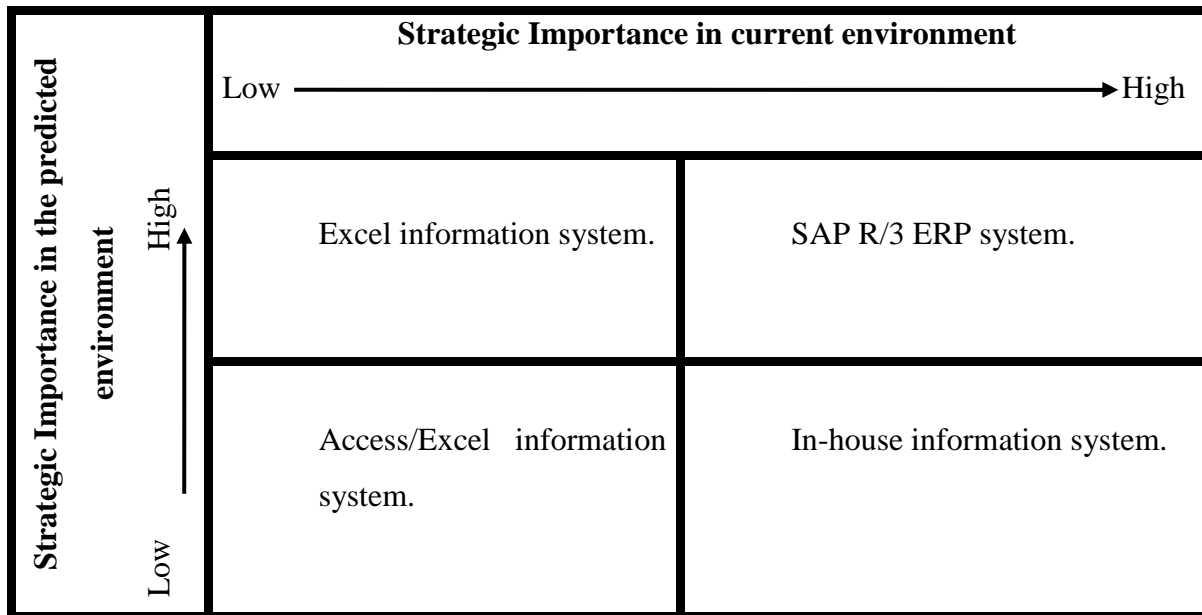 Strategic Importance in current environment
Low High
Strategic Importance in the predicted
environment
High
Low
Excel information system.
SAP R/3 ERP system.
Access/Excel information
system.
In-house information system.